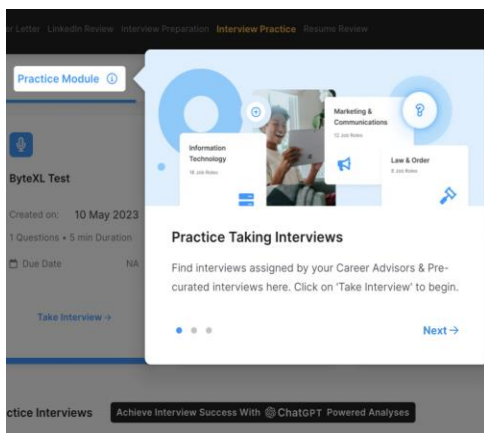 er Letter LinkedIn Review Interview Preparation Interview Practice Resume Review
Practice Module
Marketing &
Communications
12 Job Roles
Information
Technology
18 Job Roles
Law & Order
8 Job Roles
ByteXL Test
Created on: 10 May 2023
1 Questions • 5 min Duration
Due Date NA
Take Interview →
Practice Taking Interviews
Find interviews assigned by your Career Advisors & Pre-
curated interviews here. Click on 'Take Interview' to begin.
Next →
ctice Interviews Achieve Interview Success With ChatGPT Powered Analyses